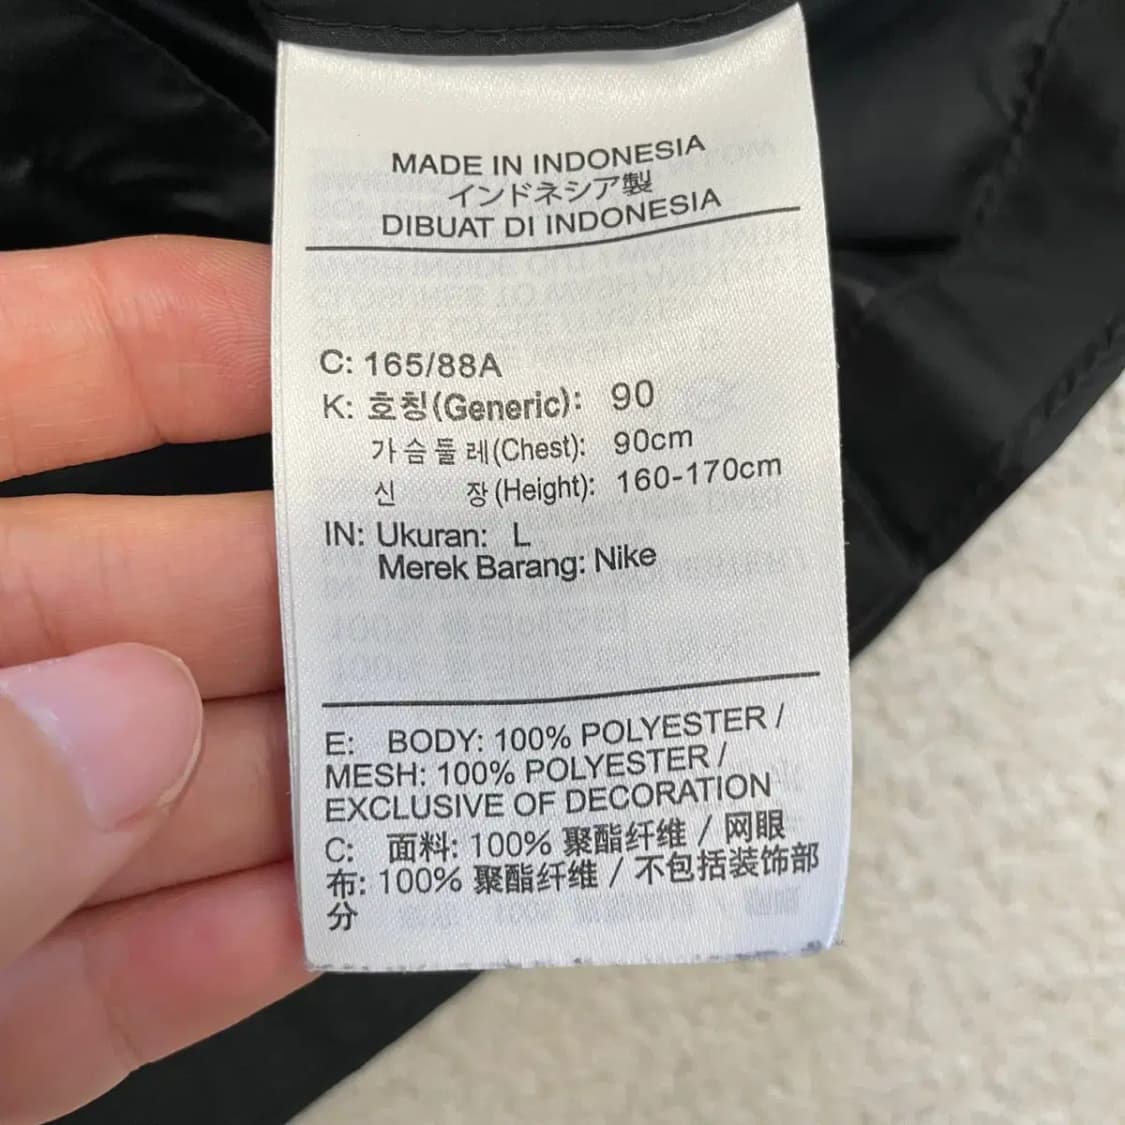 MADE IN INDONESIA
インドネシア製
DIBUAT DI INDONESIA
C: 165/88A
K: 호칭(Generic): 90
가슴둘레(Chest): 90cm
신 장(Height): 160-170cm
IN: Ukuran: L
Merek Barang: Nike
E: BODY: 100% POLYESTER /
MESH: 100% POLYESTER /
EXCLUSIVE OF DECORATION
C: 面料: 100% 聚酯纤维 / 网眼
布: 100% 聚酯纤维 / 不包括装饰部
分